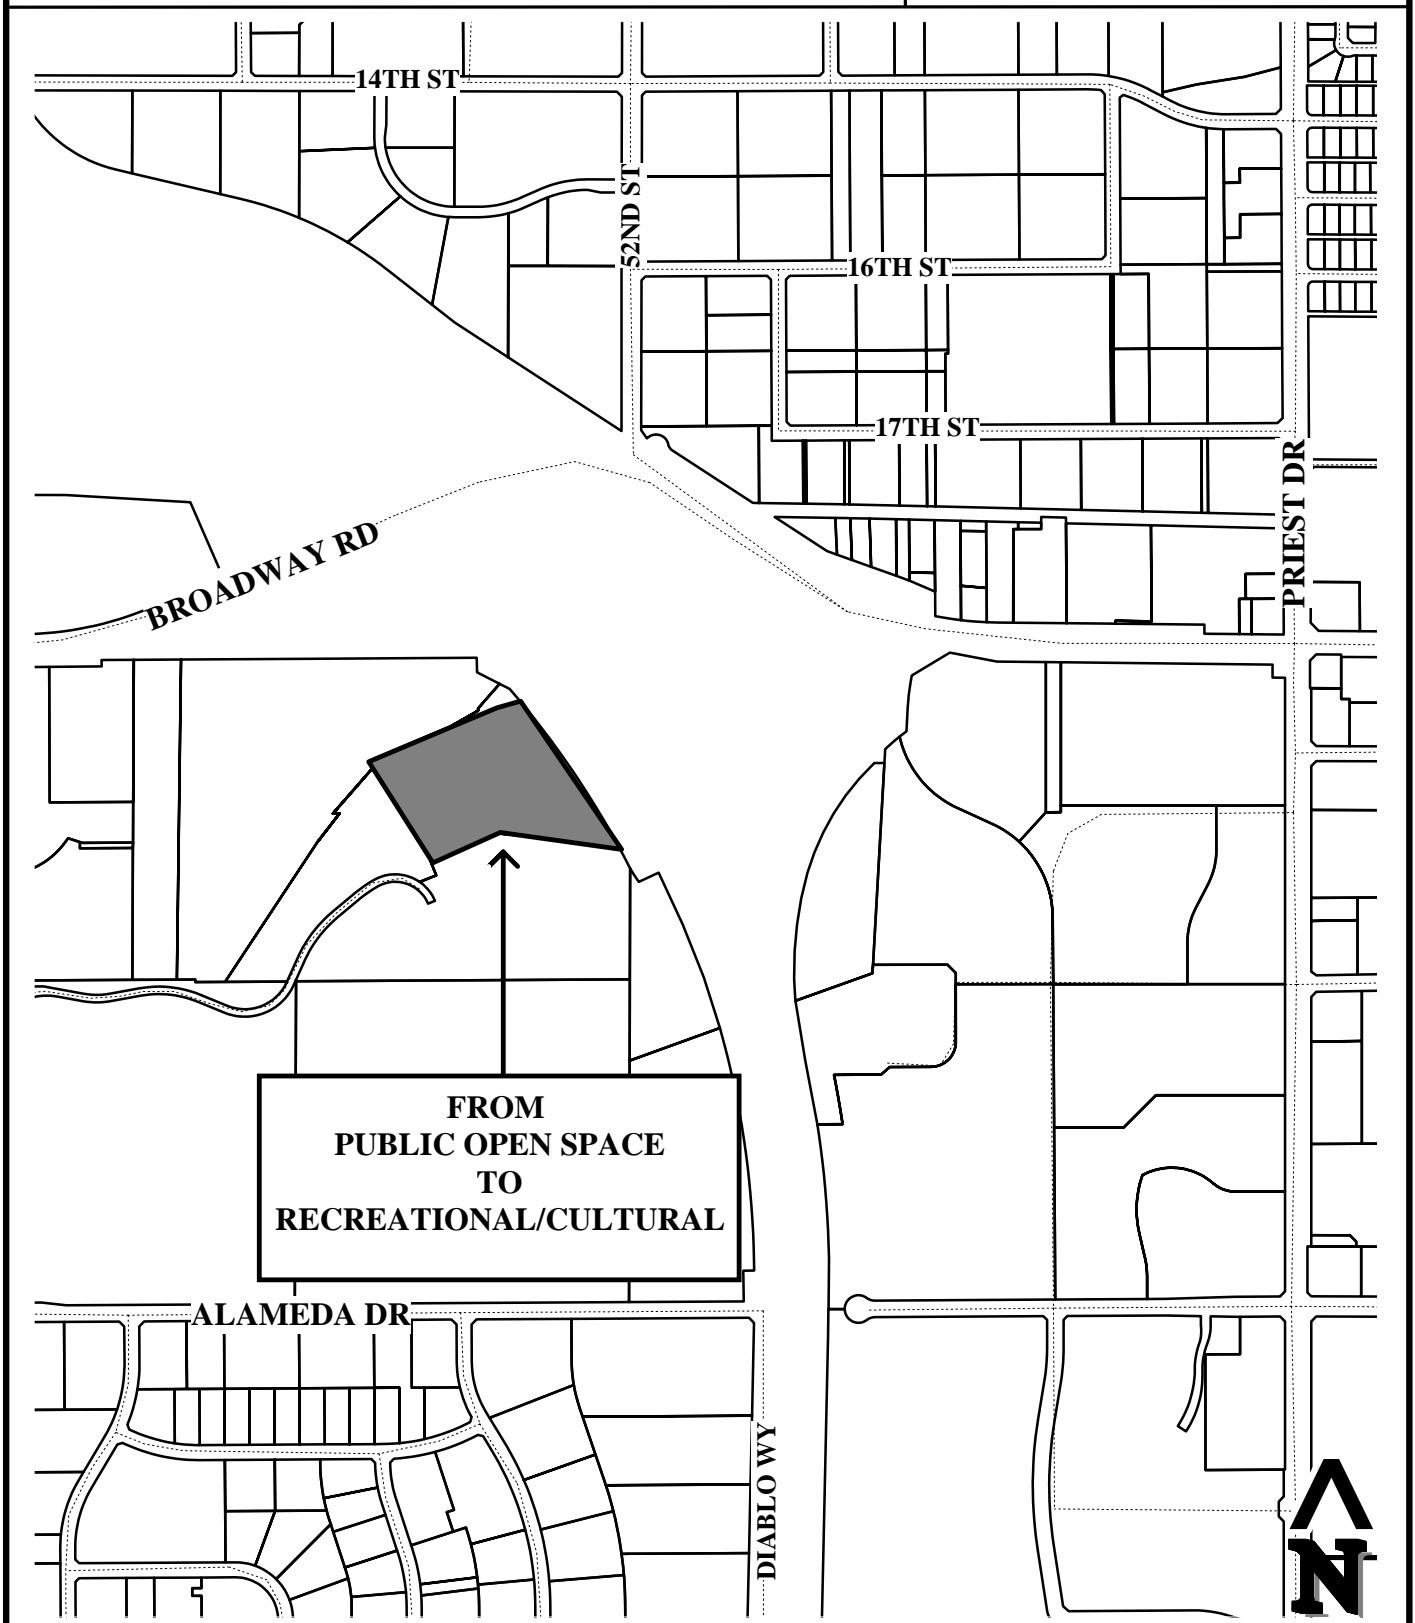 14TH ST
52ND ST
16TH ST
17TH ST
PRIEST DR
BROADWAY RD
FROM
PUBLIC OPEN SPACE
TO
RECREATIONAL/CULTURAL
ALAMEDA DR
DIABLO WY
N